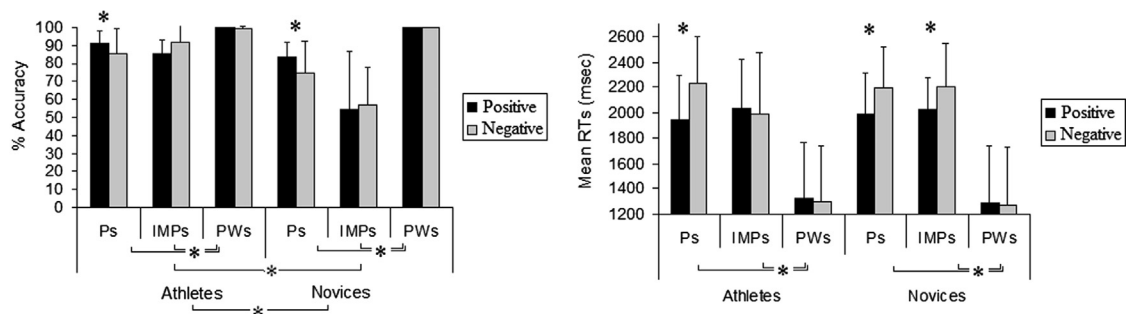 * *
100
90
80
70
60
50
40
30
20
10
0
% Accuracy
Ps IMPs PWs Ps IMPs PWs
* *
*
Athletes Novices
*
Positive
Negative
* * *
2600
2400
2200
2000
1800
1600
1400
1200
Mean RTs (msec)
Ps IMPs PWs Ps IMPs PWs
* *
Athletes Novices
Positive
Negative